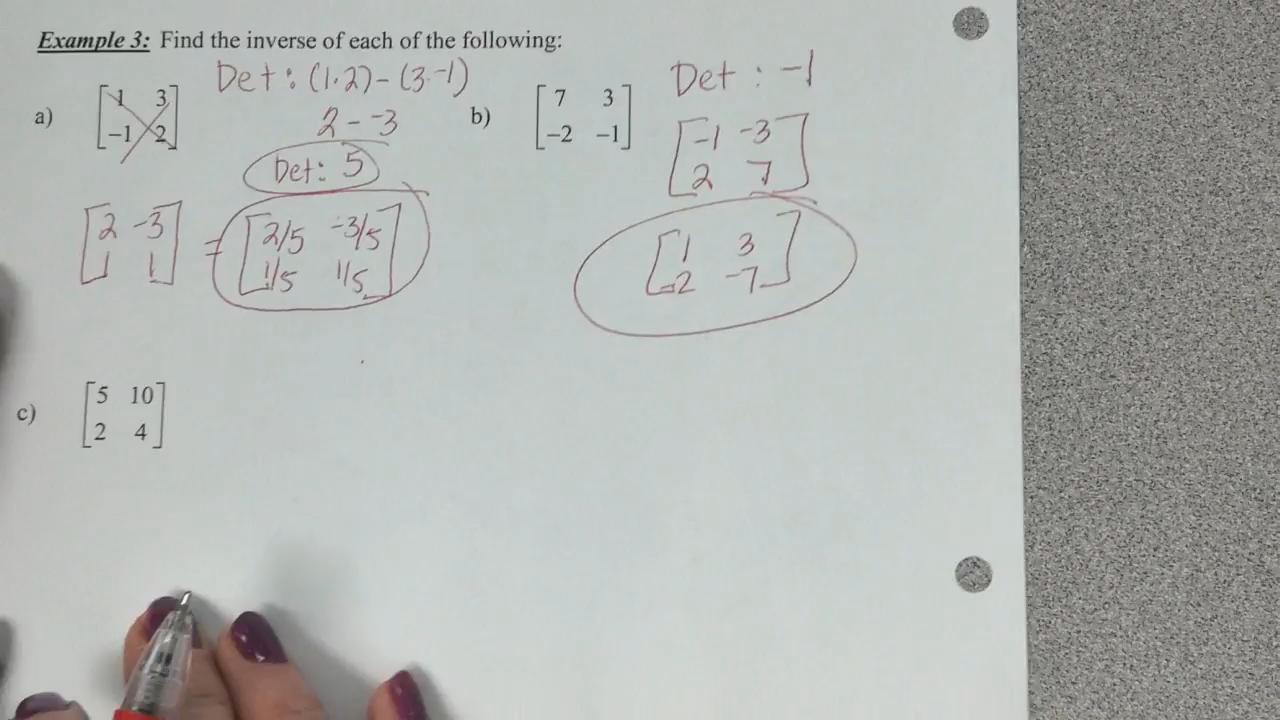 Example 3: Find the inverse of each of the following:
a)
1 3
-1 2
Det: (1·2)-(3·-1)
2--3
Det: 5
2 -3
1 1
=
2/5 -3/5
1/5 1/5
b)
7 3
-2 -1
Det: -1
-1 -3
2 7
1 3
-2 -7
c)
5 10
2 4